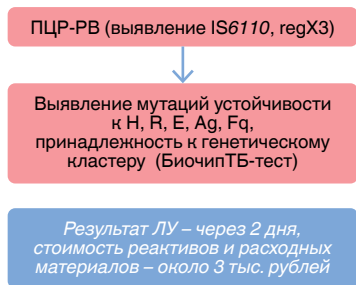 ПЦР-РВ (выявление IS6110, regX3)
Выявление мутаций устойчивости
к H, R, E, Ag, Fq,
принадлежность к генетическому
кластеру (БиочипТБ-тест)
Результат ЛУ – через 2 дня,
стоимость реактивов и расходных
материалов – около 3 тыс. рублей